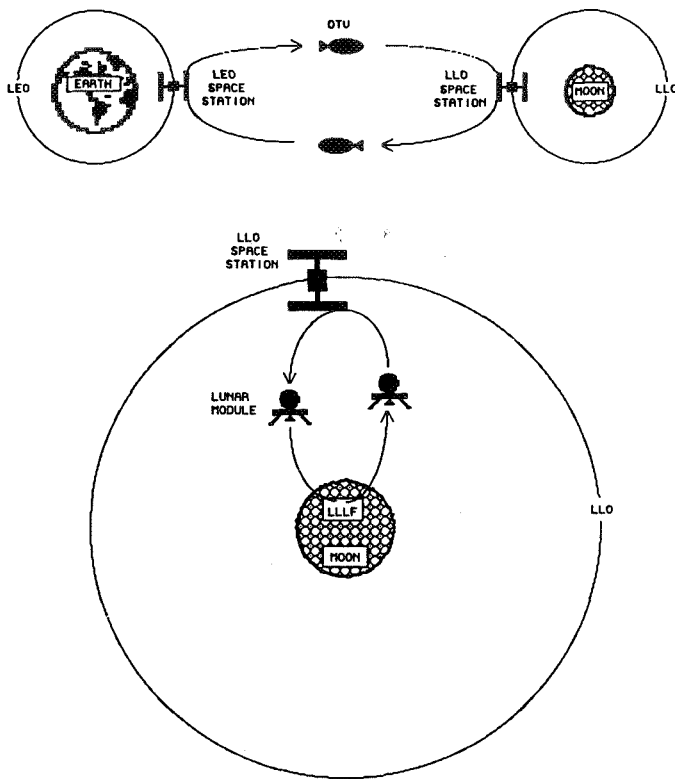 OTV
LEO
EARTH
LEO
SPACE
STATION
LLO
SPACE
STATION
MOON
LLO
LLO
SPACE
STATION
LUNAR
MODULE
LLLF
MOON
LLO